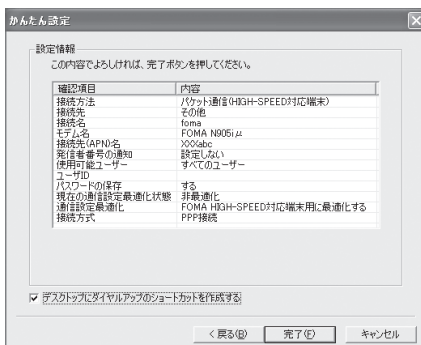 かんたん設定
設定情報
この内容でよろしければ、完了ボタンを押してください。
確認項目 内容
接続方法 パケット通信(HIGH-SPEED対応端末)
接続先 その他
接続名 foma
モデム名 FOMA N905iμ
接続先(APN)名 XXXabc
発信者番号の通知 設定しない
使用可能ユーザー すべてのユーザー
ユーザID
パスワードの保存 する
現在の通信設定最適化状態 非最適化
通信設定最適化 FOMA HIGH-SPEED対応端末用に最適化する
接続方式 PPP接続
デスクトップにダイヤルアップのショートカットを作成する
< 戻る(B) 完了(F) キャンセル